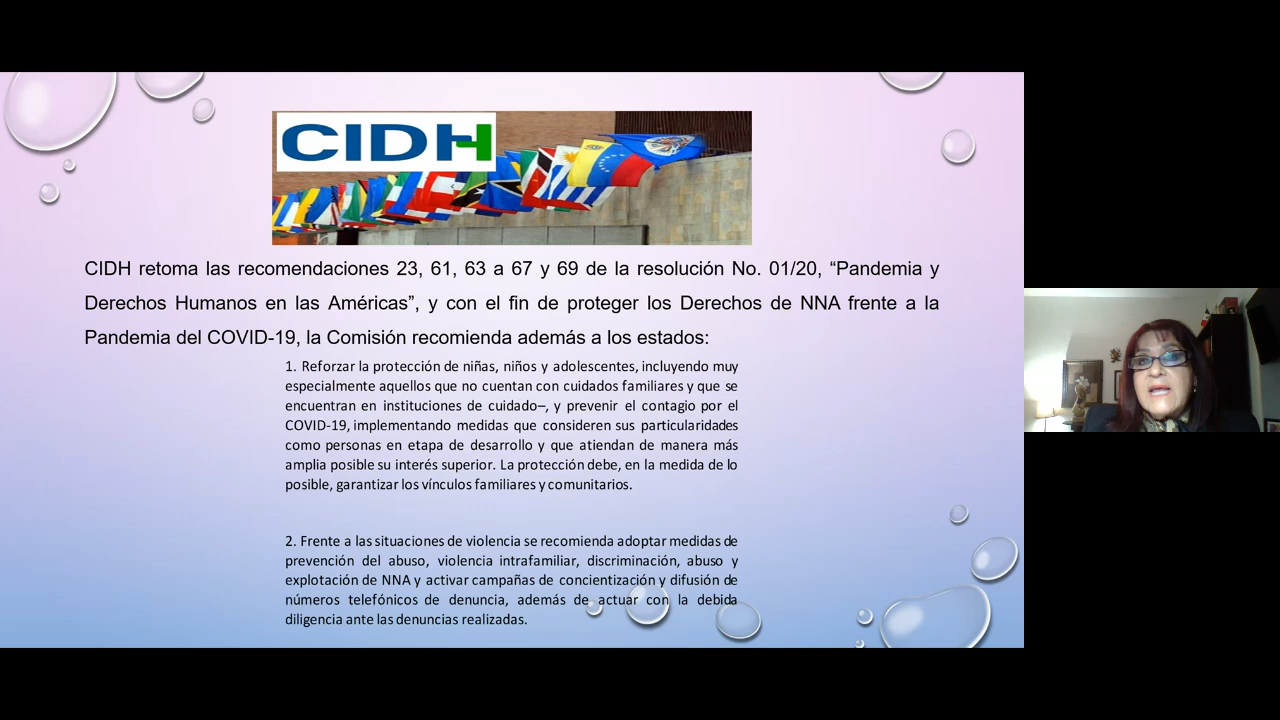 CIDH
CIDH retoma las recomendaciones 23, 61, 63 a 67 y 69 de la resolución No. 01/20, “Pandemia y
Derechos Humanos en las Américas”, y con el fin de proteger los Derechos de NNA frente a la
Pandemia del COVID-19, la Comisión recomienda además a los estados:
1. Reforzar la protección de niñas, niños y adolescentes, incluyendo muy
especialmente aquellos que no cuentan con cuidados familiares y que se
encuentran en instituciones de cuidado–, y prevenir el contagio por el
COVID-19, implementando medidas que consideren sus particularidades
como personas en etapa de desarrollo y que atiendan de manera más
amplia posible su interés superior. La protección debe, en la medida de lo
posible, garantizar los vínculos familiares y comunitarios.
2. Frente a las situaciones de violencia se recomienda adoptar medidas de
prevención del abuso, violencia intrafamiliar, discriminación, abuso y
explotación de NNA y activar campañas de concientización y difusión de
números telefónicos de denuncia, además de actuar con la debida
diligencia ante las denuncias realizadas.